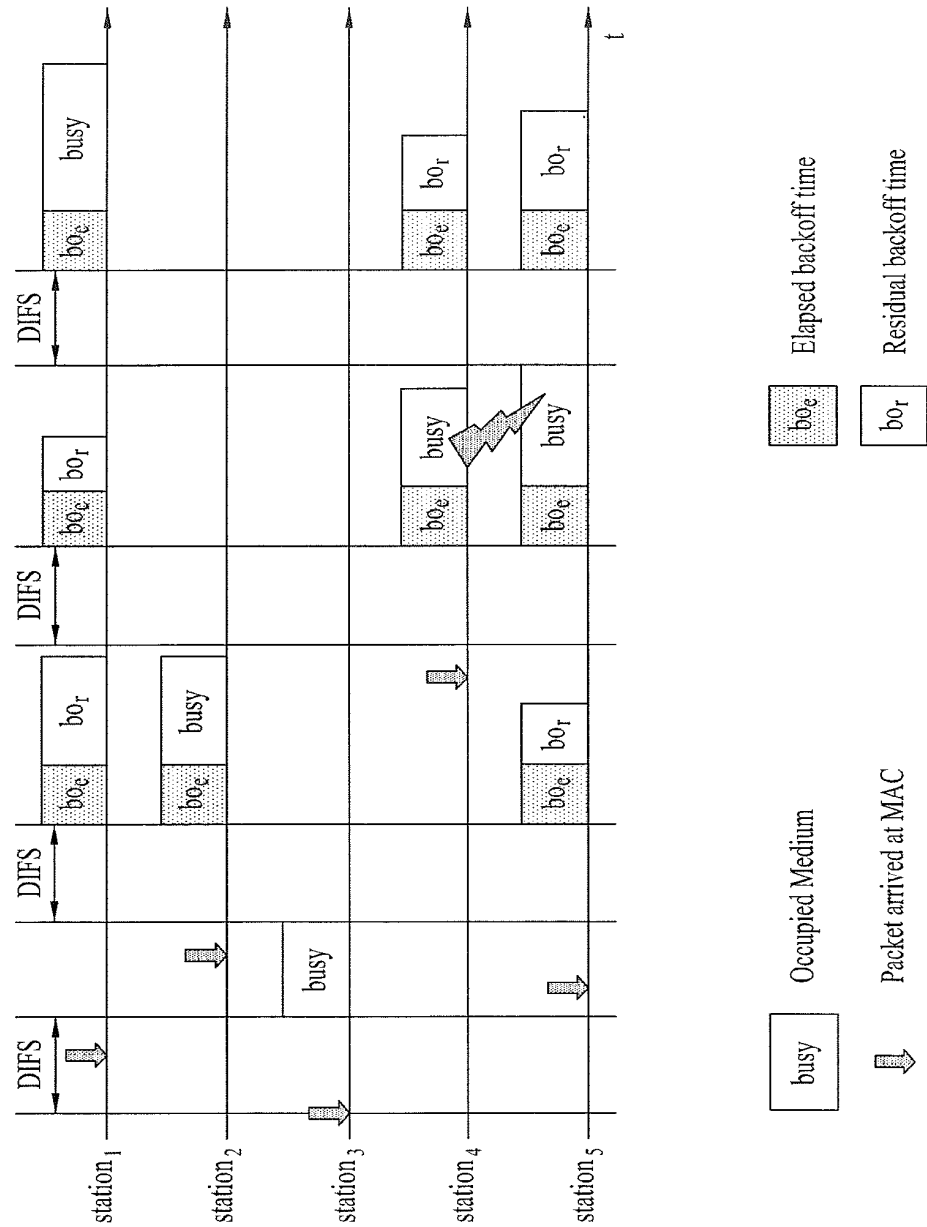 DIFS
DIFS
DIFS
DIFS
station1
bo_e
bo_r
bo_e
bo_r
bo_e
busy
station2
bo_e
busy
station3
busy
station4
bo_e
busy
bo_e
bo_r
station5
bo_e
bo_r
bo_e
busy
bo_e
bo_r
t
busy
Occupied Medium
bo_e
Elapsed backoff time
Packet arrived at MAC
bo_r
Residual backoff time